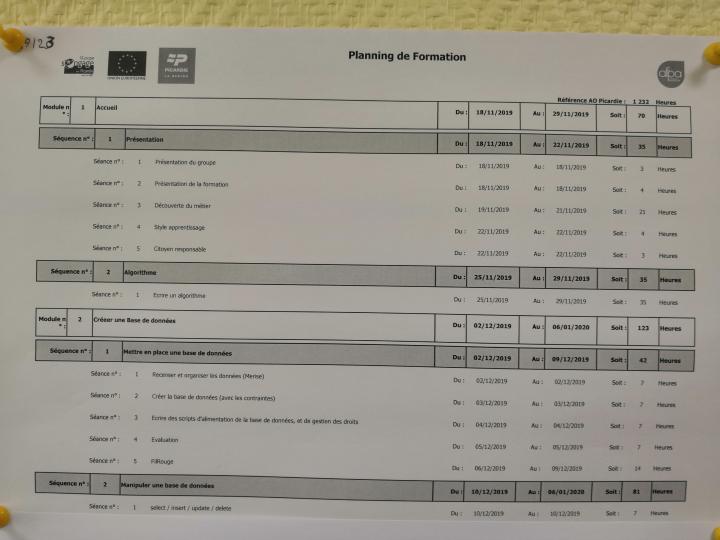 Planning de Formation
UNION EUROPEENNE
PICARDIE
LA REGION
afpa
Référence AO Picardie : 1 232 Heures
Module n° : 1 Accueil Du : 18/11/2019 Au : 29/11/2019 Soit : 70 Heures
Séquence n° : 1 Présentation Du : 18/11/2019 Au : 22/11/2019 Soit : 35 Heures
Séance n° : 1 Présentation du groupe Du : 18/11/2019 Au : 18/11/2019 Soit : 3 Heures
Séance n° : 2 Présentation de la formation Du : 18/11/2019 Au : 18/11/2019 Soit : 4 Heures
Séance n° : 3 Découverte du métier Du : 19/11/2019 Au : 21/11/2019 Soit : 21 Heures
Séance n° : 4 Style apprentissage Du : 22/11/2019 Au : 22/11/2019 Soit : 4 Heures
Séance n° : 5 Citoyen responsable Du : 22/11/2019 Au : 22/11/2019 Soit : 3 Heures
Séquence n° : 2 Algorithme Du : 25/11/2019 Au : 29/11/2019 Soit : 35 Heures
Séance n° : 1 Ecrire un algorithme Du : 25/11/2019 Au : 29/11/2019 Soit : 35 Heures
Module n° : 2 Crééer une Base de données Du : 02/12/2019 Au : 06/01/2020 Soit : 123 Heures
Séquence n° : 1 Mettre en place une base de données Du : 02/12/2019 Au : 09/12/2019 Soit : 42 Heures
Séance n° : 1 Recenser et organiser les données (Merise) Du : 02/12/2019 Au : 02/12/2019 Soit : 7 Heures
Séance n° : 2 Créer la base de données (avec les contraintes) Du : 03/12/2019 Au : 03/12/2019 Soit : 7 Heures
Séance n° : 3 Ecrire des scripts d'alimentation de la base de données, et de gestion des droits Du : 04/12/2019 Au : 04/12/2019 Soit : 7 Heures
Séance n° : 4 Evaluation Du : 05/12/2019 Au : 05/12/2019 Soit : 7 Heures
Séance n° : 5 FilRouge Du : 06/12/2019 Au : 09/12/2019 Soit : 14 Heures
Séquence n° : 2 Manipuler une base de données Du : 10/12/2019 Au : 06/01/2020 Soit : 81 Heures
Séance n° : 1 select / insert / update / delete Du : 10/12/2019 Au : 10/12/2019 Soit : 7 Heures